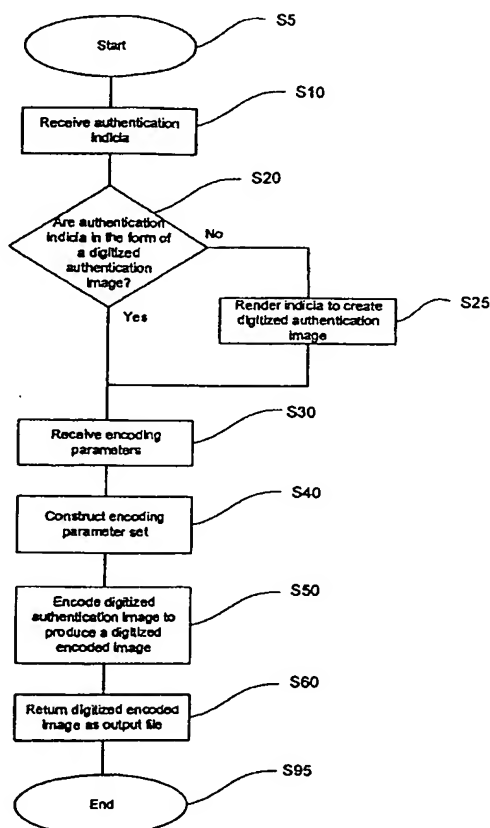 Start
S5
S10
Receive authentication
indicia
S20
Are authentication
indicia in the form of
a digitized
authentication
image?
No
Yes
Render indicia to create
digitized authentication
image
S25
S30
Receive encoding
parameters
S40
Construct encoding
parameter set
S50
Encode digitized
authentication image to
produce a digitized
encoded image
S60
Return digitized encoded
image as output file
S95
End